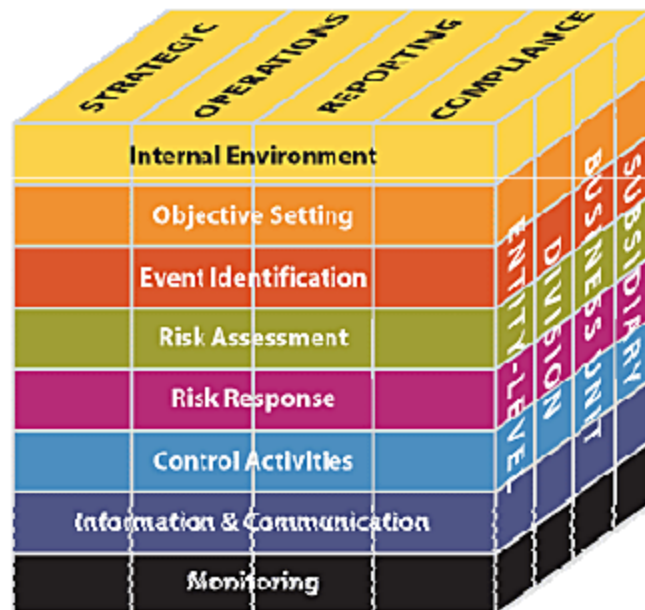 STRATEGIC
OPERATIONS
REPORTING
COMPLIANCE
Internal Environment
Objective Setting
Event Identification
Risk Assessment
Risk Response
Control Activities
Information & Communication
Monitoring
ENTITY-LEVEL
DIVISION
BUSINESS UNIT
SUBSIDIARY